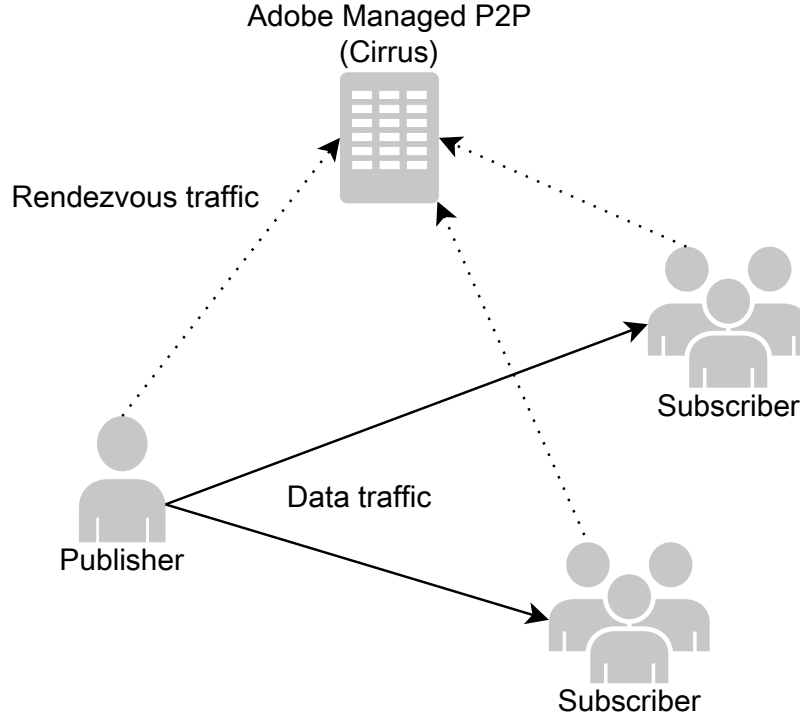 Adobe Managed P2P
(Cirrus)
Rendezvous traffic
Subscriber
Data traffic
Publisher
Subscriber